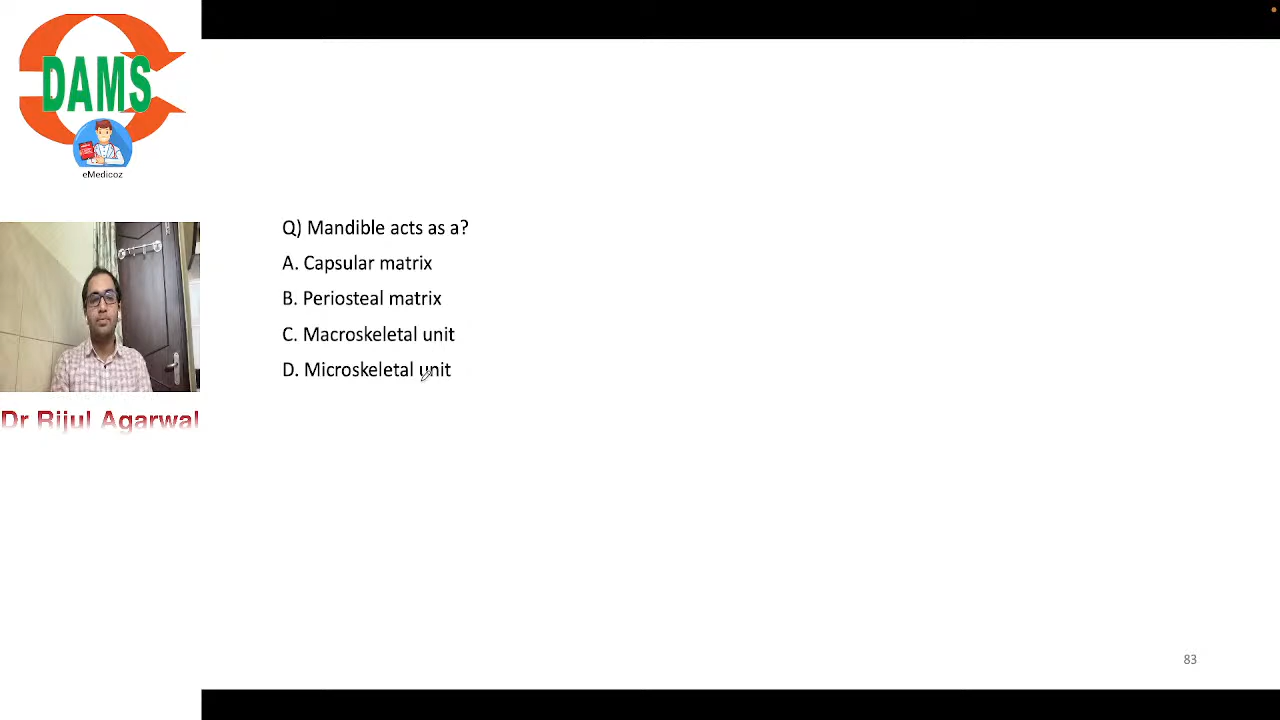 DAMS
eMedicoz
Q) Mandible acts as a?
A. Capsular matrix
B. Periosteal matrix
C. Macroskeletal unit
D. Microskeletal unit
Dr Rijul Agarwal
83